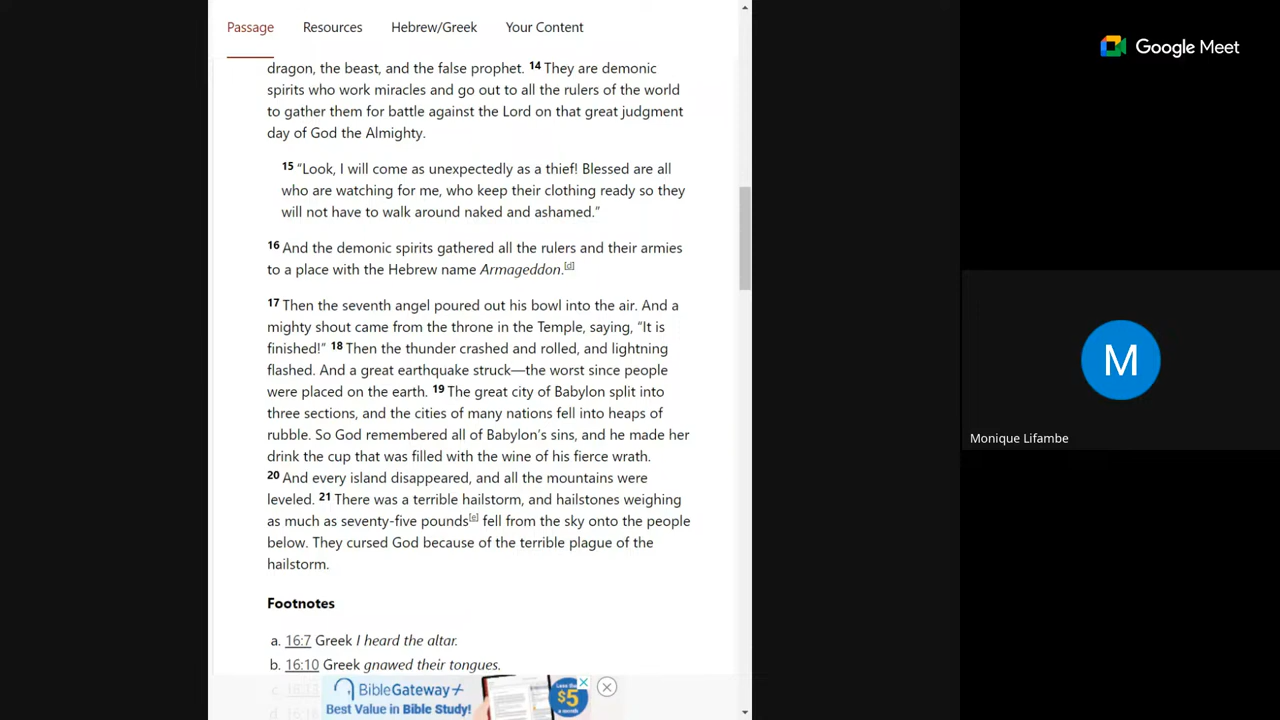 Passage
Resources
Hebrew/Greek
Your Content
dragon, the beast, and the false prophet. 14 They are demonic
spirits who work miracles and go out to all the rulers of the world
to gather them for battle against the Lord on that great judgment
day of God the Almighty.
15 “Look, I will come as unexpectedly as a thief! Blessed are all
who are watching for me, who keep their clothing ready so they
will not have to walk around naked and ashamed.”
16 And the demonic spirits gathered all the rulers and their armies
to a place with the Hebrew name Armageddon.[d]
17 Then the seventh angel poured out his bowl into the air. And a
mighty shout came from the throne in the Temple, saying, “It is
finished!” 18 Then the thunder crashed and rolled, and lightning
flashed. And a great earthquake struck—the worst since people
were placed on the earth. 19 The great city of Babylon split into
three sections, and the cities of many nations fell into heaps of
rubble. So God remembered all of Babylon’s sins, and he made her
drink the cup that was filled with the wine of his fierce wrath.
20 And every island disappeared, and all the mountains were
leveled. 21 There was a terrible hailstorm, and hailstones weighing
as much as seventy-five pounds[e] fell from the sky onto the people
below. They cursed God because of the terrible plague of the
hailstorm.
Footnotes
a. 16:7 Greek I heard the altar.
b. 16:10 Greek gnawed their tongues.
BibleGateway+
Best Value in Bible Study!
$5
Google Meet
M
Monique Lifambe